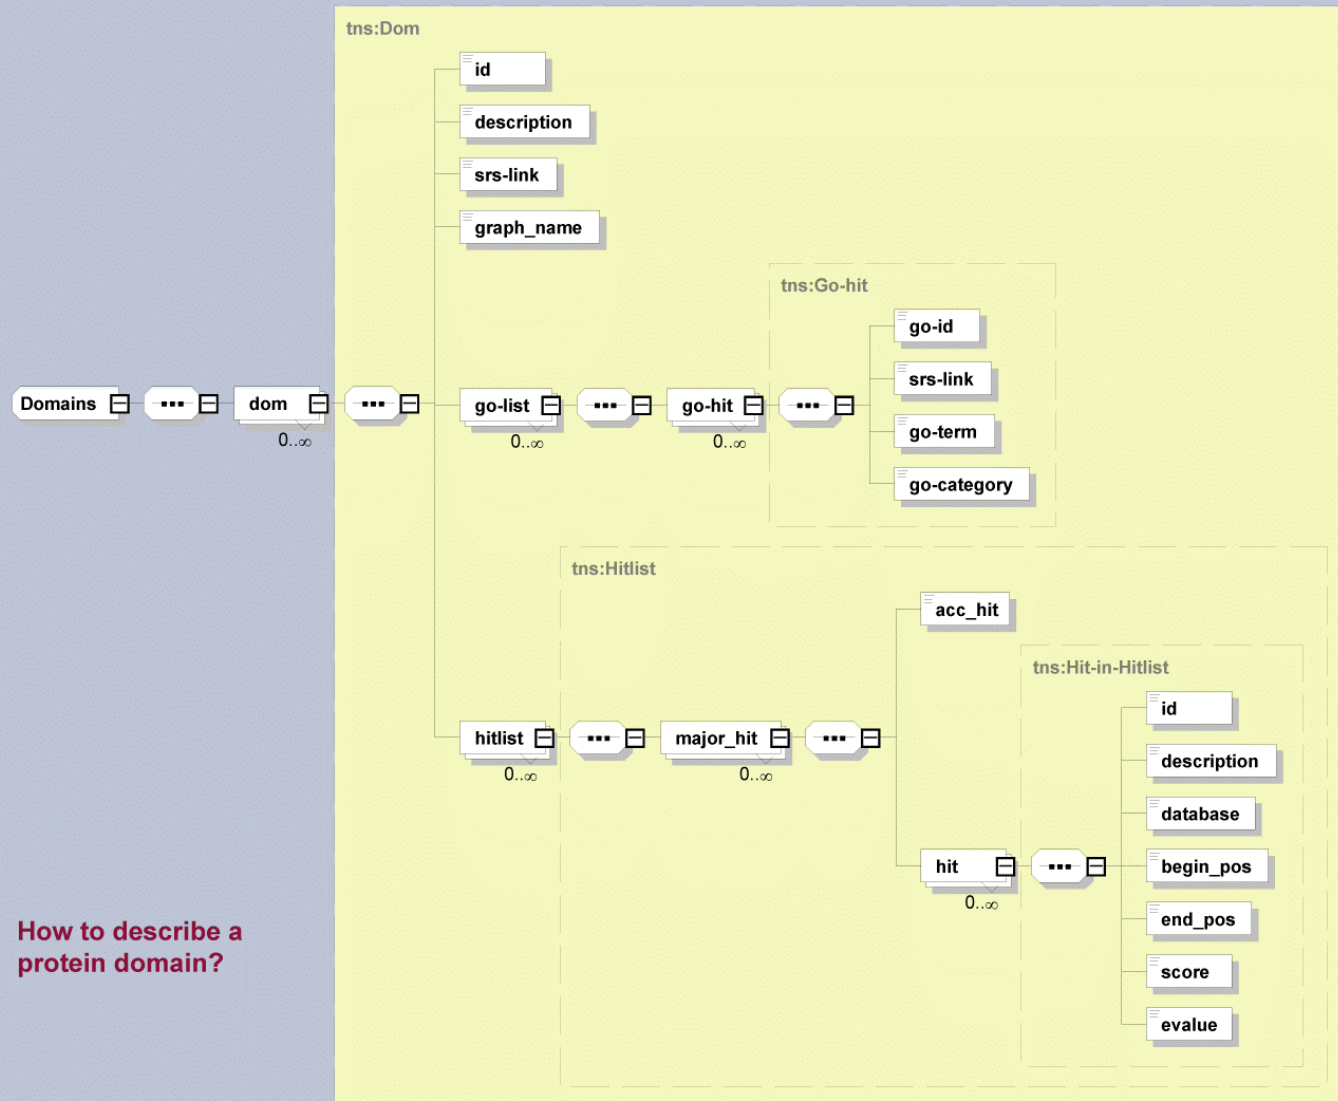 tns:Dom
id
description
srs-link
graph_name
tns:Go-hit
go-id
srs-link
go-term
go-category
Domains
dom
0..∞
go-list
0..∞
go-hit
0..∞
tns:Hitlist
acc_hit
tns:Hit-in-Hitlist
id
description
database
begin_pos
end_pos
score
evalue
hitlist
0..∞
major_hit
0..∞
hit
0..∞
How to describe a
protein domain?